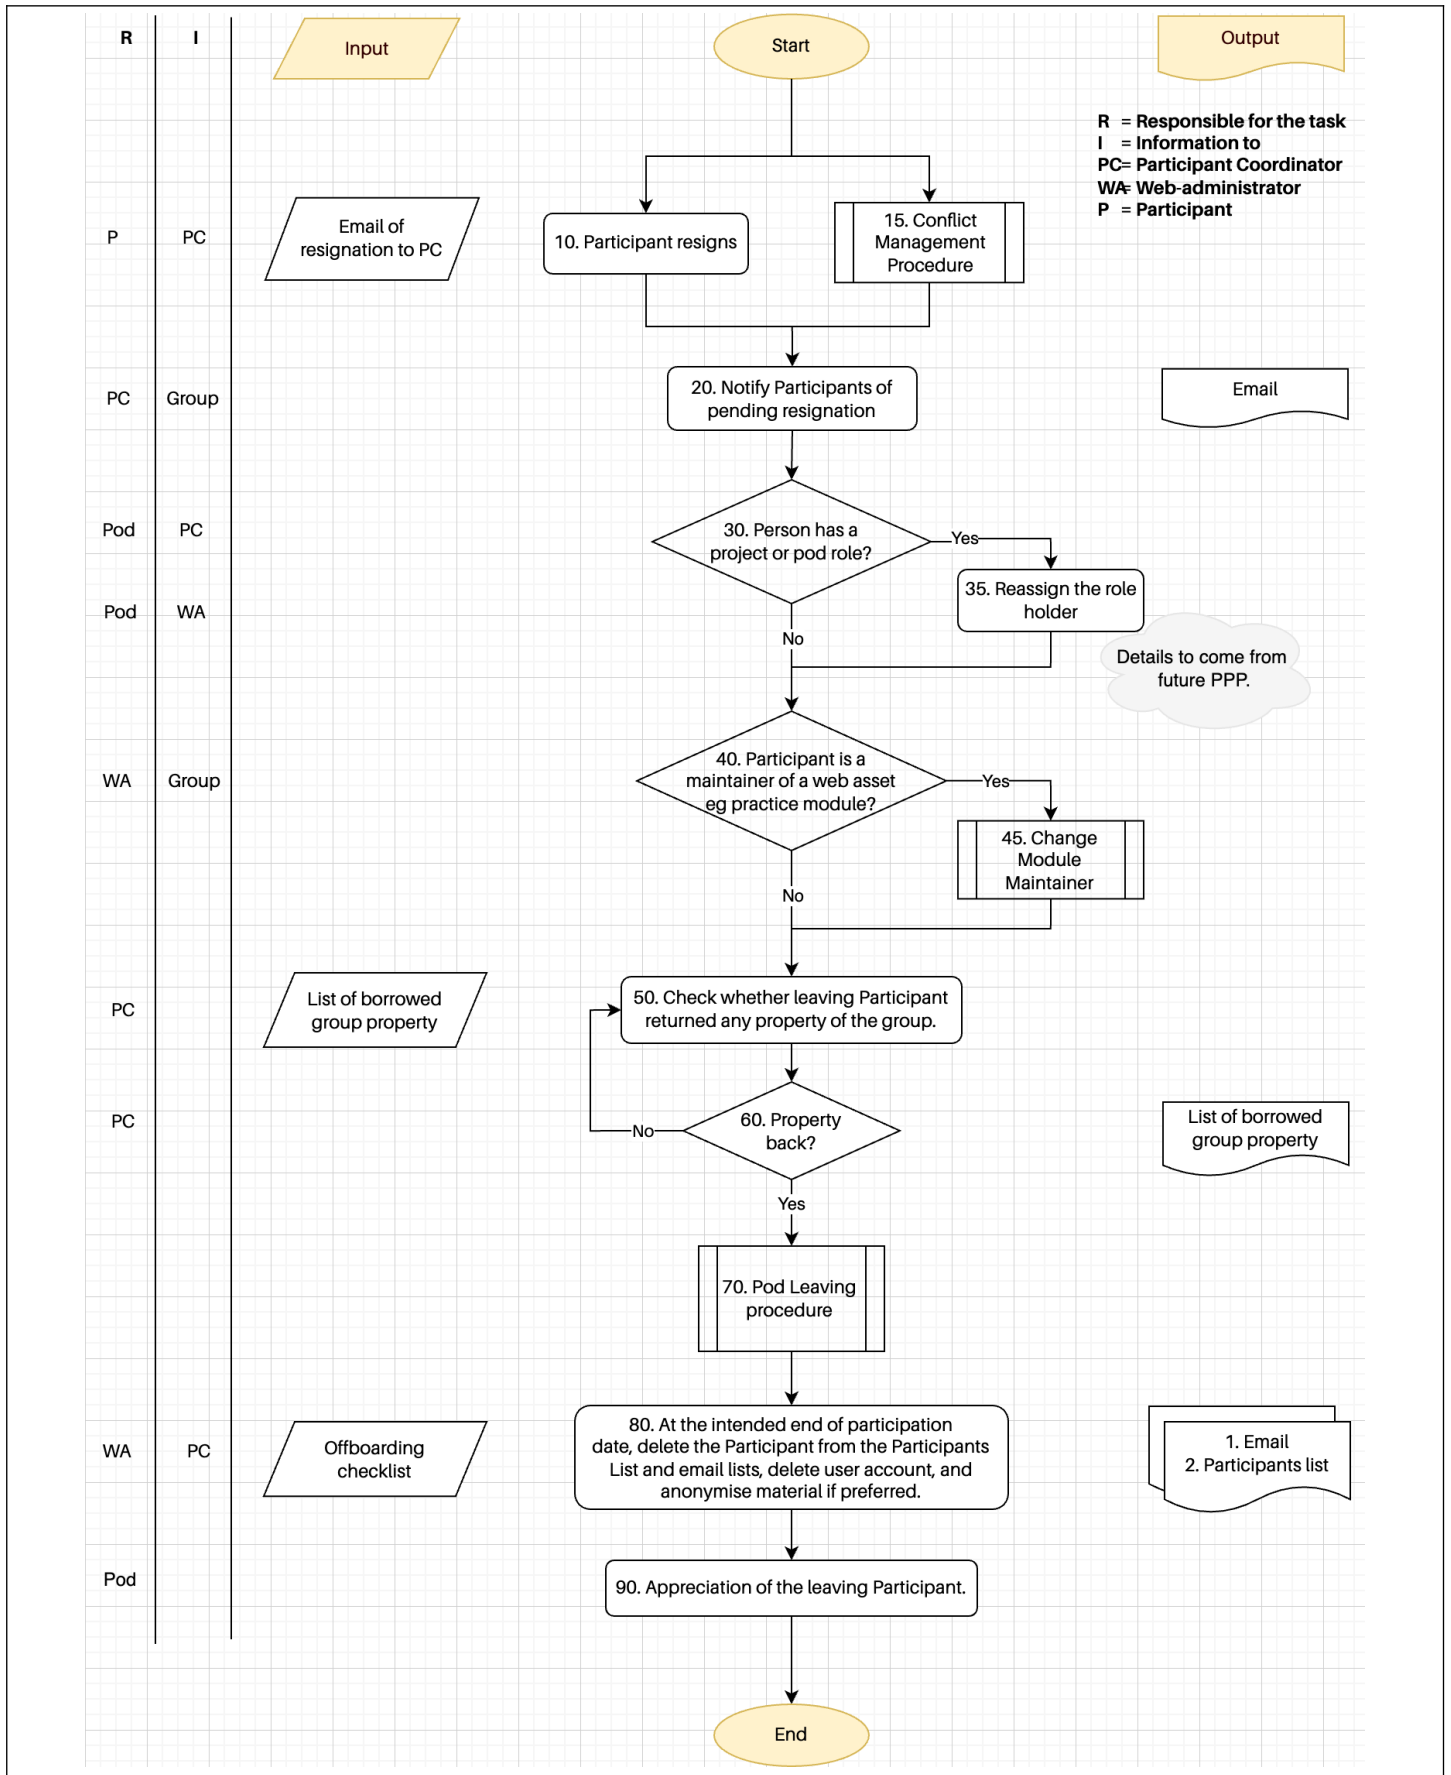 R
I
Input
Start
Output
R = Responsible for the task
I = Information to
PC= Participant Coordinator
WA= Web-administrator
P = Participant
P
PC
Email of
resignation to PC
10. Participant resigns
15. Conflict
Management
Procedure
PC
Group
20. Notify Participants of
pending resignation
Email
Pod
PC
30. Person has a
project or pod role?
Yes
Pod
WA
35. Reassign the role
holder
No
Details to come from
future PPP.
WA
Group
40. Participant is a
maintainer of a web asset
eg practice module?
Yes
45. Change
Module
Maintainer
No
PC
List of borrowed
group property
50. Check whether leaving Participant
returned any property of the group.
PC
60. Property
back?
No
List of borrowed
group property
Yes
70. Pod Leaving
procedure
WA
PC
Offboarding
checklist
80. At the intended end of participation
date, delete the Participant from the Participants
List and email lists, delete user account, and
anonymise material if preferred.
1. Email
2. Participants list
Pod
90. Appreciation of the leaving Participant.
End